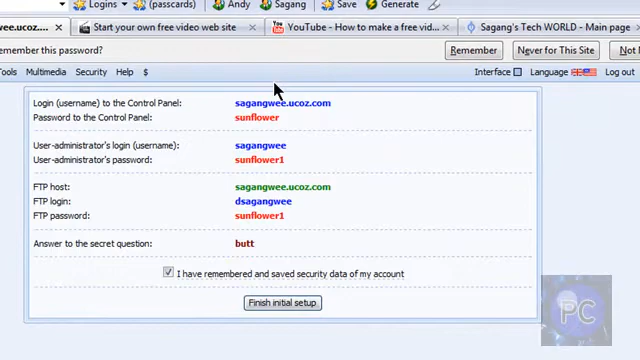 Logins (passcards) Andy Sagang Save Generate
wee.ucoz.... Start your own free video web site YouTube - How to make a free vid... Sagang's Tech WORLD - Main page
emember this password? Remember Never for This Site Not
ools Multimedia Security Help $ Interface Language Log out
Login (username) to the Control Panel: sagangwee.ucoz.com
Password to the Control Panel: sunflower
User-administrator's login (username): sagangwee
User-administrator's password: sunflower1
FTP host: sagangwee.ucoz.com
FTP login: dsagangwee
FTP password: sunflower1
Answer to the secret question: butt
I have remembered and saved security data of my account
Finish initial setup
PC